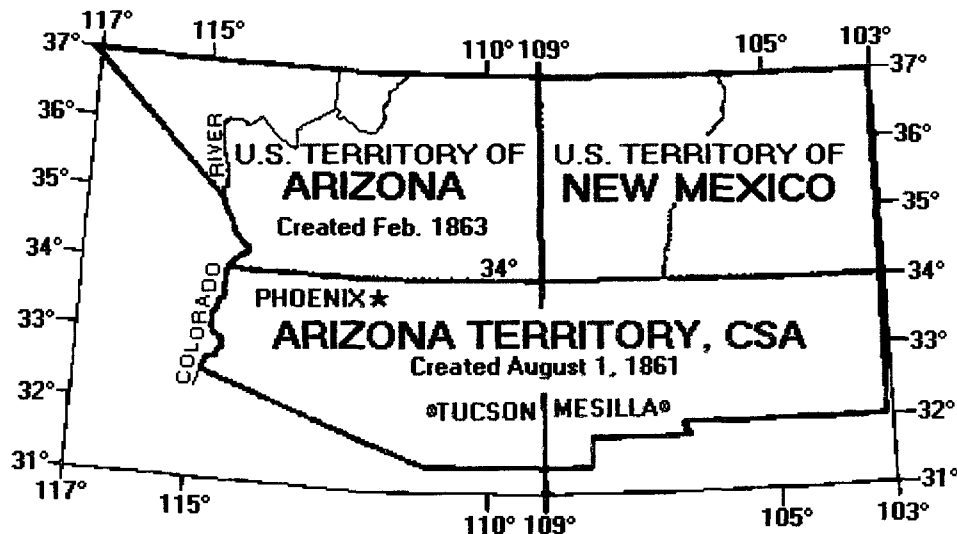 117°
115°
110° 109°
105°
103°
37°
37°
36°
36°
35°
35°
34°
34°
33°
33°
32°
32°
31°
31°
RIVER
U.S. TERRITORY OF
ARIZONA
Created Feb. 1863
U.S. TERRITORY OF
NEW MEXICO
34°
COLORADO
PHOENIX
ARIZONA TERRITORY, CSA
Created August 1, 1861
TUCSON
MESILLA
117°
115°
110° 109°
105°
103°